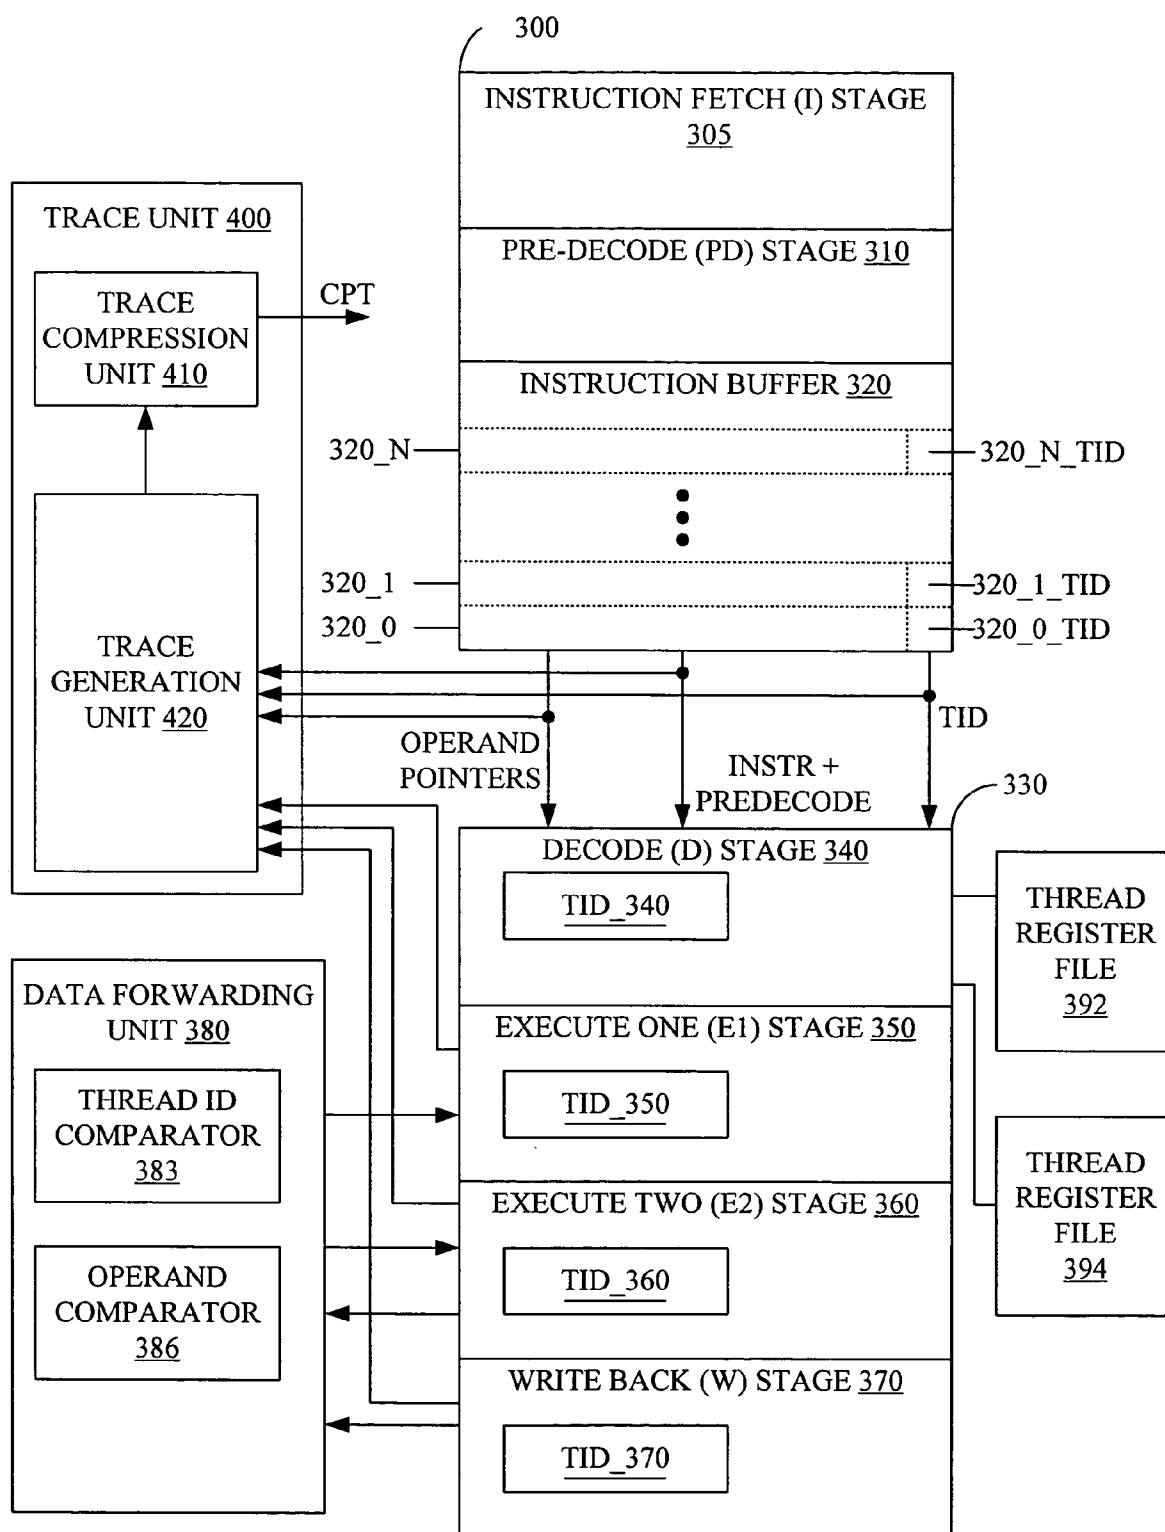 300
INSTRUCTION FETCH (I) STAGE
305
TRACE UNIT 400
PRE-DECODE (PD) STAGE 310
TRACE
COMPRESSION
UNIT 410
CPT
INSTRUCTION BUFFER 320
320_N
320_N_TID
320_1
320_1_TID
320_0
320_0_TID
TRACE
GENERATION
UNIT 420
TID
OPERAND
POINTERS
INSTR +
PREDECODE
330
DECODE (D) STAGE 340
TID_340
THREAD
REGISTER
FILE
392
DATA FORWARDING
UNIT 380
EXECUTE ONE (E1) STAGE 350
THREAD ID
COMPARATOR
383
TID_350
THREAD
REGISTER
FILE
394
EXECUTE TWO (E2) STAGE 360
OPERAND
COMPARATOR
386
TID_360
WRITE BACK (W) STAGE 370
TID_370